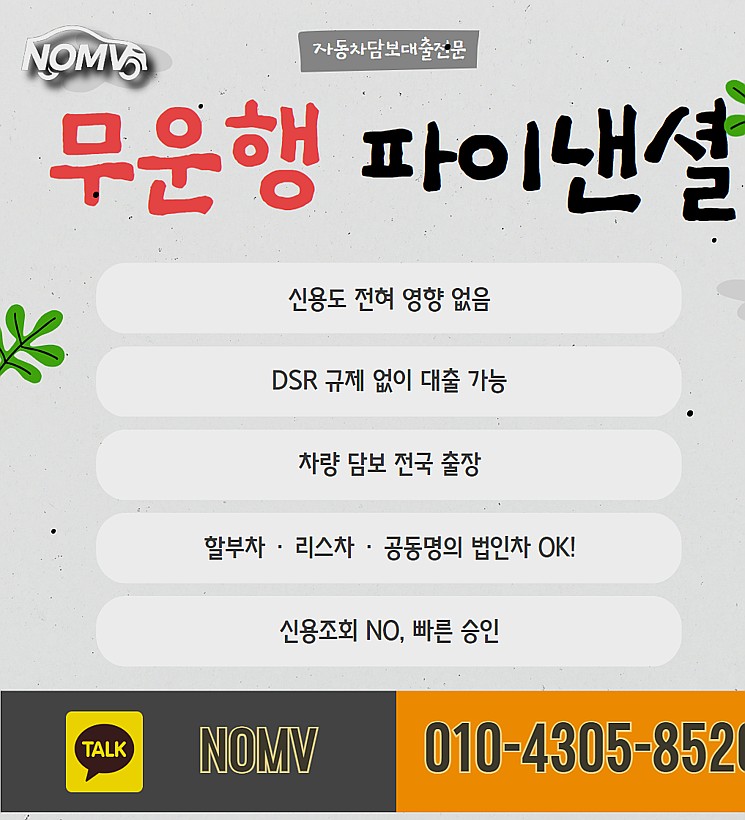 NOMV
자동차담보대출전문
무운행 파이낸셜
신용도 전혀 영향 없음
DSR 규제 없이 대출 가능
차량 담보 전국 출장
할부차 · 리스차 · 공동명의 법인차 OK!
신용조회 NO, 빠른 승인
TALK
NOMV
010-4305-8520